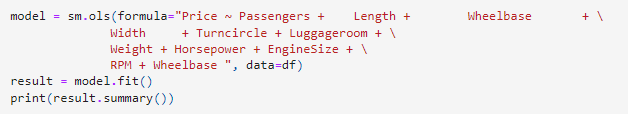 model = sm.ols(formula="Price ~ Passengers +    Length +        Wheelbase       + \
             Width     + Turncircle + Luggageroom + \
             Weight + Horsepower + EngineSize + \
             RPM + Wheelbase ", data=df)
result = model.fit()
print(result.summary())